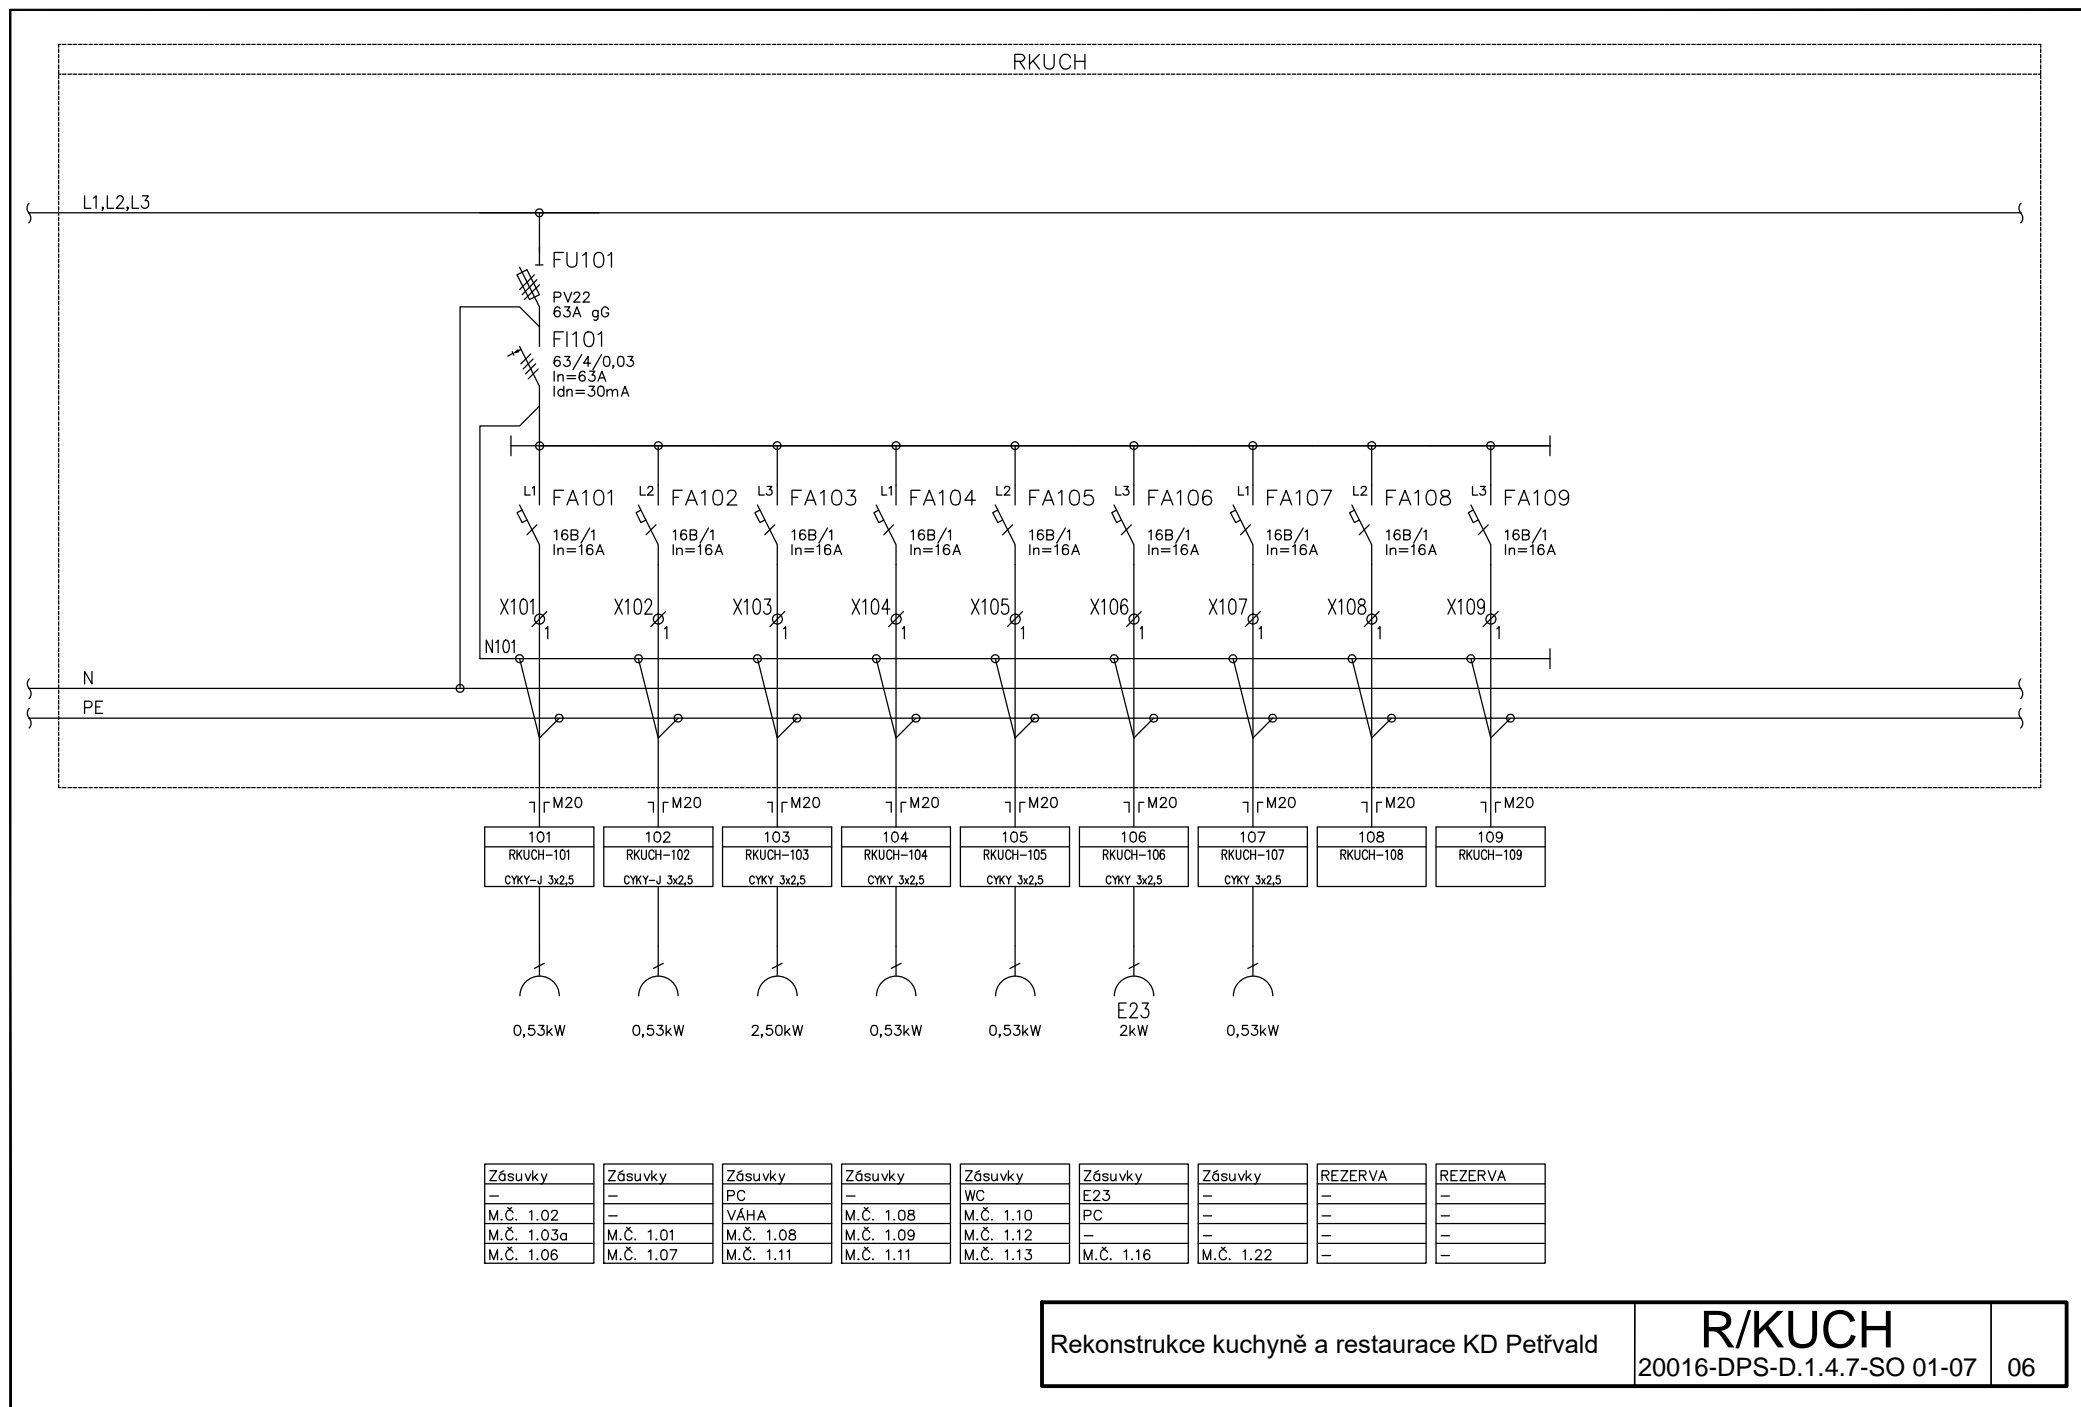 RKUCH
L1,L2,L3
FU101
PV22
63A gG
FI101
63/4/0,03
In=63A
Idn=30mA
L1 FA101 L2 FA102 L3 FA103 L1 FA104 L2 FA105 L3 FA106 L1 FA107 L2 FA108 L3 FA109
16B/1 16B/1 16B/1 16B/1 16B/1 16B/1 16B/1 16B/1 16B/1
In=16A In=16A In=16A In=16A In=16A In=16A In=16A In=16A In=16A
X101 X102 X103 X104 X105 X106 X107 X108 X109
1 1 1 1 1 1 1 1 1
N101
N
PE
M20 M20 M20 M20 M20 M20 M20 M20 M20
101 102 103 104 105 106 107 108 109
RKUCH-101 RKUCH-102 RKUCH-103 RKUCH-104 RKUCH-105 RKUCH-106 RKUCH-107 RKUCH-108 RKUCH-109
CYKY-J 3x2,5 CYKY-J 3x2,5 CYKY 3x2,5 CYKY 3x2,5 CYKY 3x2,5 CYKY 3x2,5 CYKY 3x2,5
E23
0,53kW 0,53kW 2,50kW 0,53kW 0,53kW 2kW 0,53kW
Zásuvky Zásuvky Zásuvky Zásuvky Zásuvky Zásuvky Zásuvky REZERVA REZERVA
- - PC - WC E23 - - -
M.Č. 1.02 - VÁHA M.Č. 1.08 M.Č. 1.10 PC - - -
M.Č. 1.03a M.Č. 1.01 M.Č. 1.08 M.Č. 1.09 M.Č. 1.12 - - - -
M.Č. 1.06 M.Č. 1.07 M.Č. 1.11 M.Č. 1.11 M.Č. 1.13 M.Č. 1.16 M.Č. 1.22 - -
Rekonstrukce kuchyně a restaurace KD Petřvald
R/KUCH
20016-DPS-D.1.4.7-SO 01-07
06